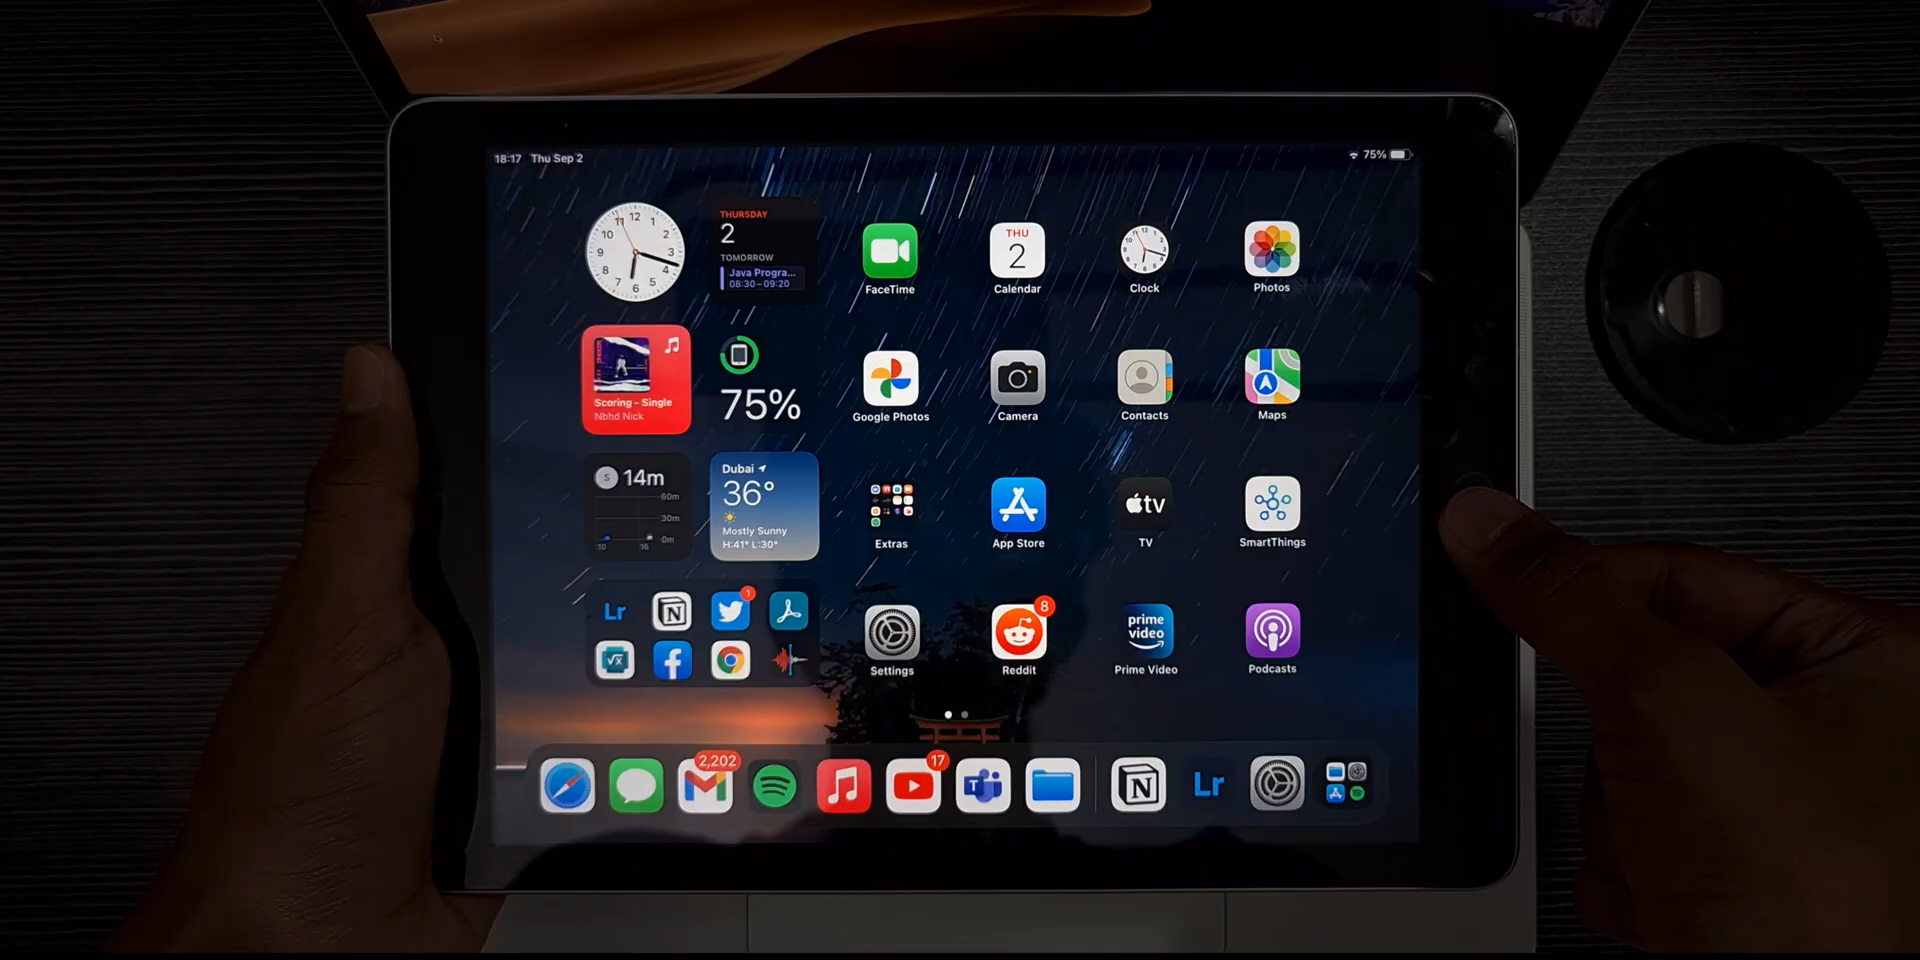 18:17 Thu Sep 2
75%
12
11 1
10 2
9 3
8 4
7 5
6
THURSDAY
2
TOMORROW
Java Progra...
08:30–09:20
FaceTime
THU
2
Calendar
Clock
Photos
Scoring – Single
Nbhd Nick
75%
Google Photos
Camera
Contacts
Maps
S 14m
60m
30m
0m
10 16
Dubai
36°
Mostly Sunny
H:41° L:30°
Extras
App Store
tv
TV
SmartThings
Lr
N
1
√x
f
Settings
8
Reddit
prime
video
Prime Video
Podcasts
2,202
17
T
N
Lr